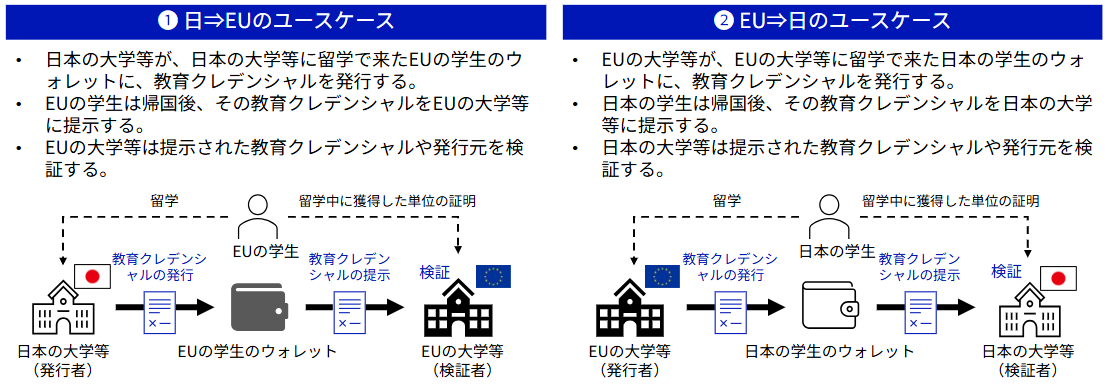 ❶ 日⇒EUのユースケース
• 日本の大学等が、日本の大学等に留学で来たEUの学生のウ
ォレットに、教育クレデンシャルを発行する。
• EUの学生は帰国後、その教育クレデンシャルをEUの大学等
に提示する。
• EUの大学等は提示された教育クレデンシャルや発行元を検
証する。
留学
留学中に獲得した単位の証明
EUの学生
教育クレデンシ
ャルの発行
教育クレデン
シャルの提示
検証
日本の大学等
（発行者）
EUの学生のウォレット
EUの大学等
（検証者）
❷ EU⇒日のユースケース
• EUの大学等が、EUの大学等に留学で来た日本の学生のウォ
レットに、教育クレデンシャルを発行する。
• 日本の学生は帰国後、その教育クレデンシャルを日本の大学
等に提示する。
• 日本の大学等は提示された教育クレデンシャルや発行元を検
証する。
留学
留学中に獲得した単位の証明
日本の学生
教育クレデンシ
ャルの発行
教育クレデン
シャルの提示
検証
EUの大学等
（発行者）
日本の学生のウォレット
日本の大学等
（検証者）